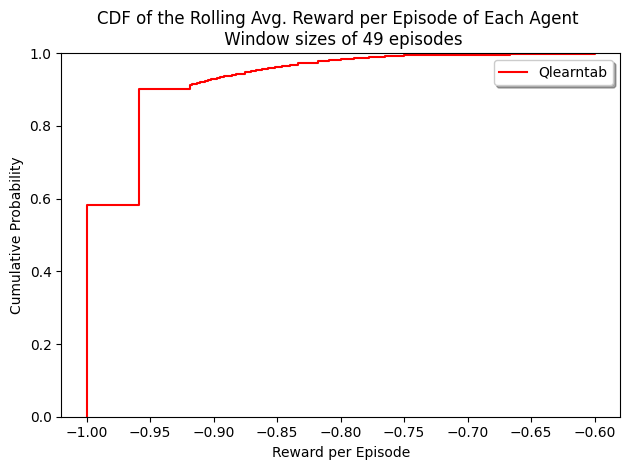 CDF of the Rolling Avg. Reward per Episode of Each Agent
Window sizes of 49 episodes
Qlearntab
1.0
0.8
0.6
0.4
0.2
0.0
Cumulative Probability
−1.00 −0.95 −0.90 −0.85 −0.80 −0.75 −0.70 −0.65 −0.60
Reward per Episode